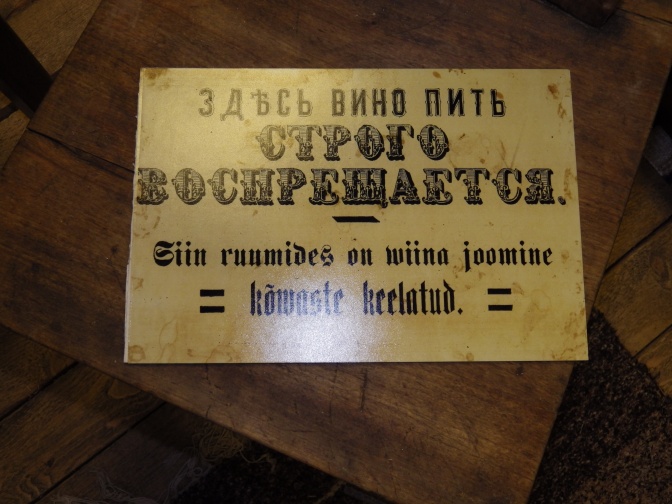 ЗДѢСЬ ВИНО ПИТЬ
СТРОГО
ВОСПРЕЩАЕТСЯ.
Siin ruumides on wiina joomine
= kõwaste keelatud. =